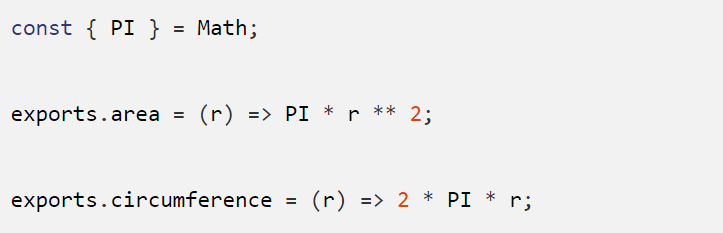 const { PI } = Math;
exports.area = (r) => PI * r ** 2;
exports.circumference = (r) => 2 * PI * r;